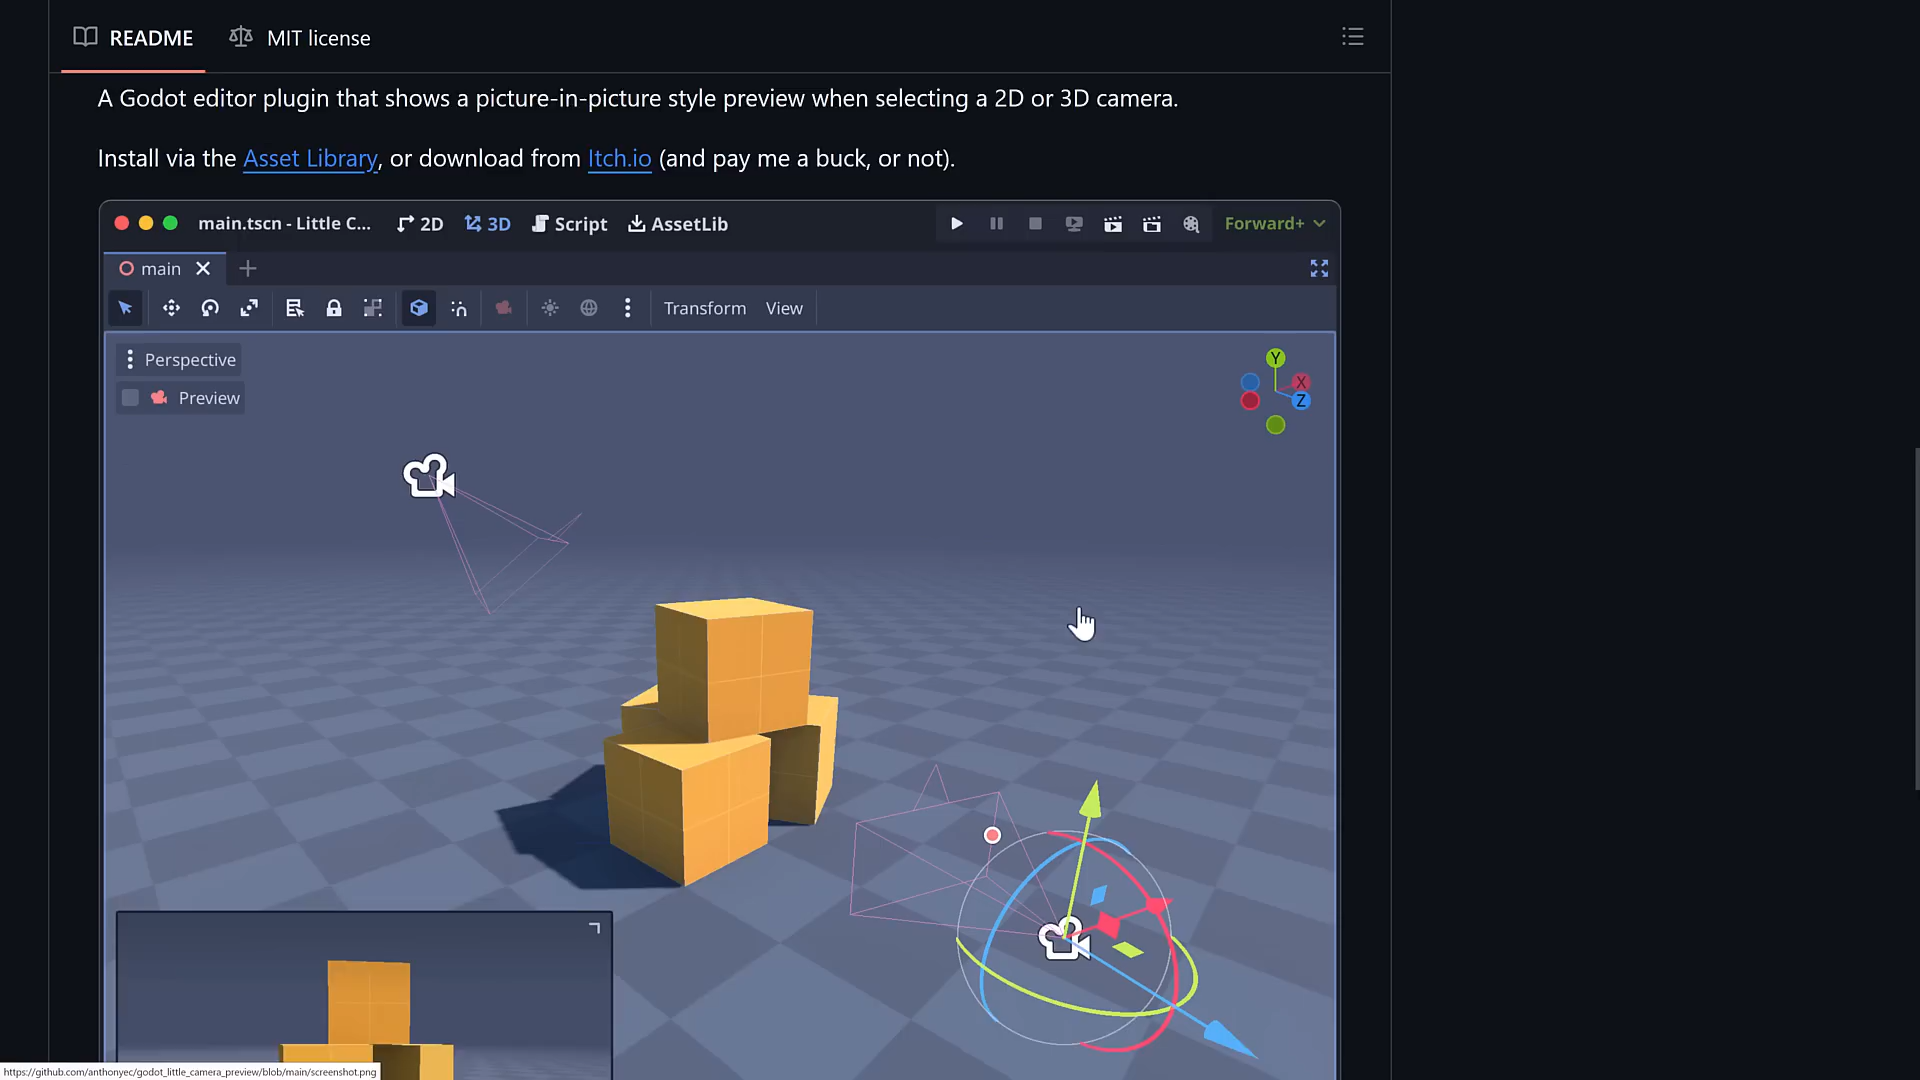 README MIT license
A Godot editor plugin that shows a picture-in-picture style preview when selecting a 2D or 3D camera.
Install via the Asset Library, or download from Itch.io (and pay me a buck, or not).
main.tscn - Little C... 2D 3D Script AssetLib Forward+
main
Transform View
Perspective
Preview
Y
X
Z
https://github.com/anthonyec/godot_little_camera_preview/blob/main/screenshot.png